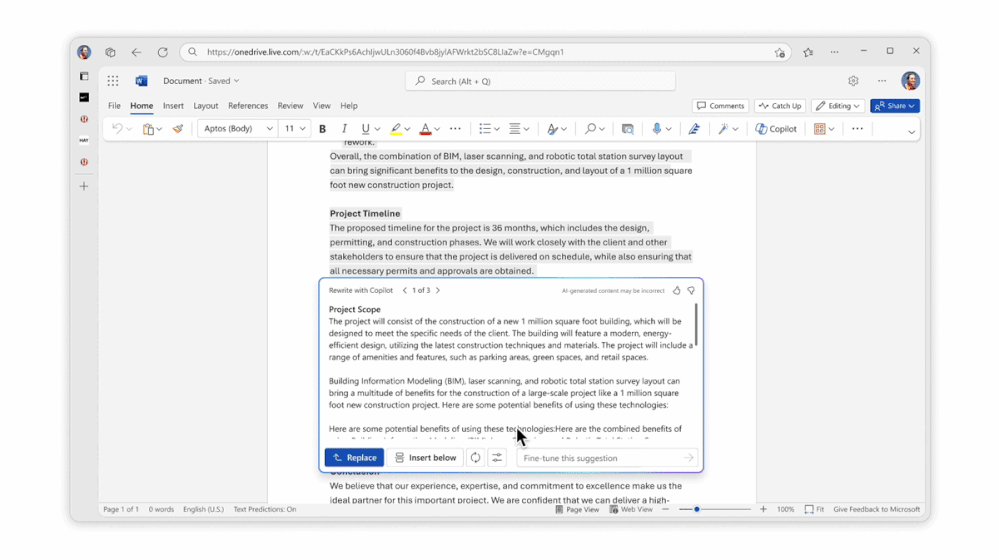 https://onedrive.live.com/:w:/t/EaCKkPs6AchIjwULn3060f4Bvb8jylAFWrkt2bSC8LIaZw?e=CMgqn1
Document · Saved
Search (Alt + Q)
File Home Insert Layout References Review View Help
Comments Catch Up Editing Share
Aptos (Body) 11 B I U A Copilot
rework.
Overall, the combination of BIM, laser scanning, and robotic total station survey layout
can bring significant benefits to the design, construction, and layout of a 1 million square
foot new construction project.
Project Timeline
The proposed timeline for the project is 36 months, which includes the design,
permitting, and construction phases. We will work closely with the client and other
stakeholders to ensure that the project is delivered on schedule, while also ensuring that
all necessary permits and approvals are obtained.
Rewrite with Copilot < 1 of 3 > AI-generated content may be incorrect
Project Scope
The project will consist of the construction of a new 1 million square foot building, which will be
designed to meet the specific needs of the client. The building will feature a modern, energy-
efficient design, utilizing the latest construction techniques and materials. The project will include a
range of amenities and features, such as parking areas, green spaces, and retail spaces.
Building Information Modeling (BIM), laser scanning, and robotic total station survey layout can
bring a multitude of benefits for the construction of a large-scale project like a 1 million square
foot new construction project. Here are some potential benefits of using these technologies:
Here are some potential benefits of using these technologies:Here are the combined benefits of
Replace Insert below Fine-tune this suggestion
Conclusion
We believe that our experience, expertise, and commitment to excellence make us the
ideal partner for this important project. We are confident that we can deliver a high-
Page 1 of 1 0 words English (U.S.) Text Predictions: On Page View Web View 100% Fit Give Feedback to Microsoft